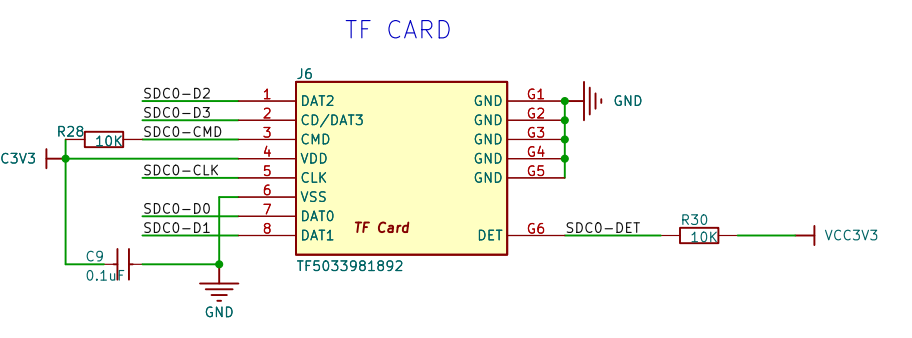 TF CARD
J6
SDC0-D2 1 DAT2 GND G1 GND
SDC0-D3 2 CD/DAT3 GND G2
R28 10K SDC0-CMD 3 CMD GND G3
C3V3 4 VDD GND G4
SDC0-CLK 5 CLK GND G5
6 VSS
SDC0-D0 7 DAT0
TF Card
SDC0-D1 8 DAT1 DET G6 SDC0-DET R30 10K VCC3V3
C9
0.1uF
TF5033981892
GND